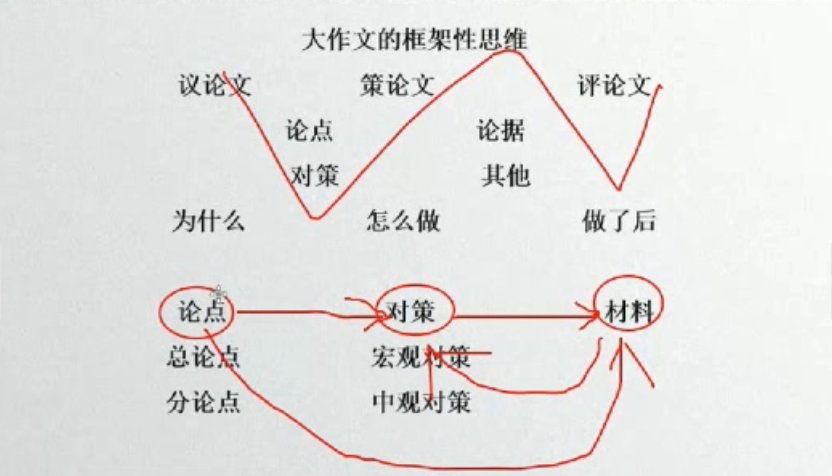 大作文的框架性思维
议论文 策论文 评论文
论点 论据
对策 其他
为什么 怎么做 做了后
论点 对策 材料
总论点 宏观对策
分论点 中观对策